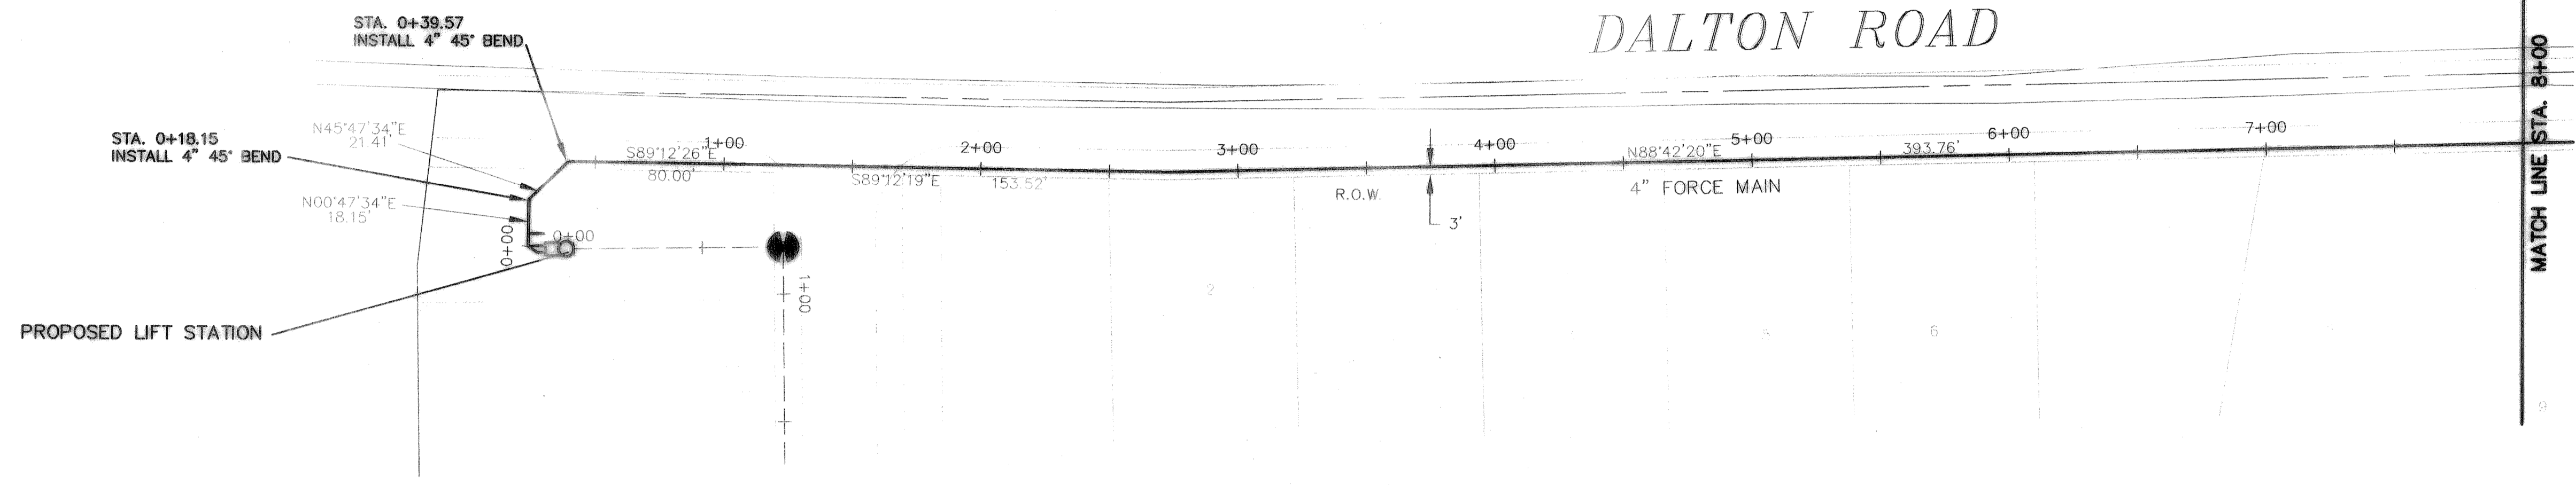 STA. 0+39.57
INSTALL 4" 45° BEND
DALTON ROAD
STA. 0+18.15
INSTALL 4" 45° BEND
N45°47'34"E
21.41'
N00°47'34"E
18.15'
0+00
0+00
PROPOSED LIFT STATION
1+00
S89°12'26"E
80.00'
1+00
2+00
S89°12'19"E
153.52'
3+00
R.O.W.
3'
4+00
N88°42'20"E
5+00
393.76'
4" FORCE MAIN
6+00
7+00
2
6
9
MATCH LINE STA. 8+00